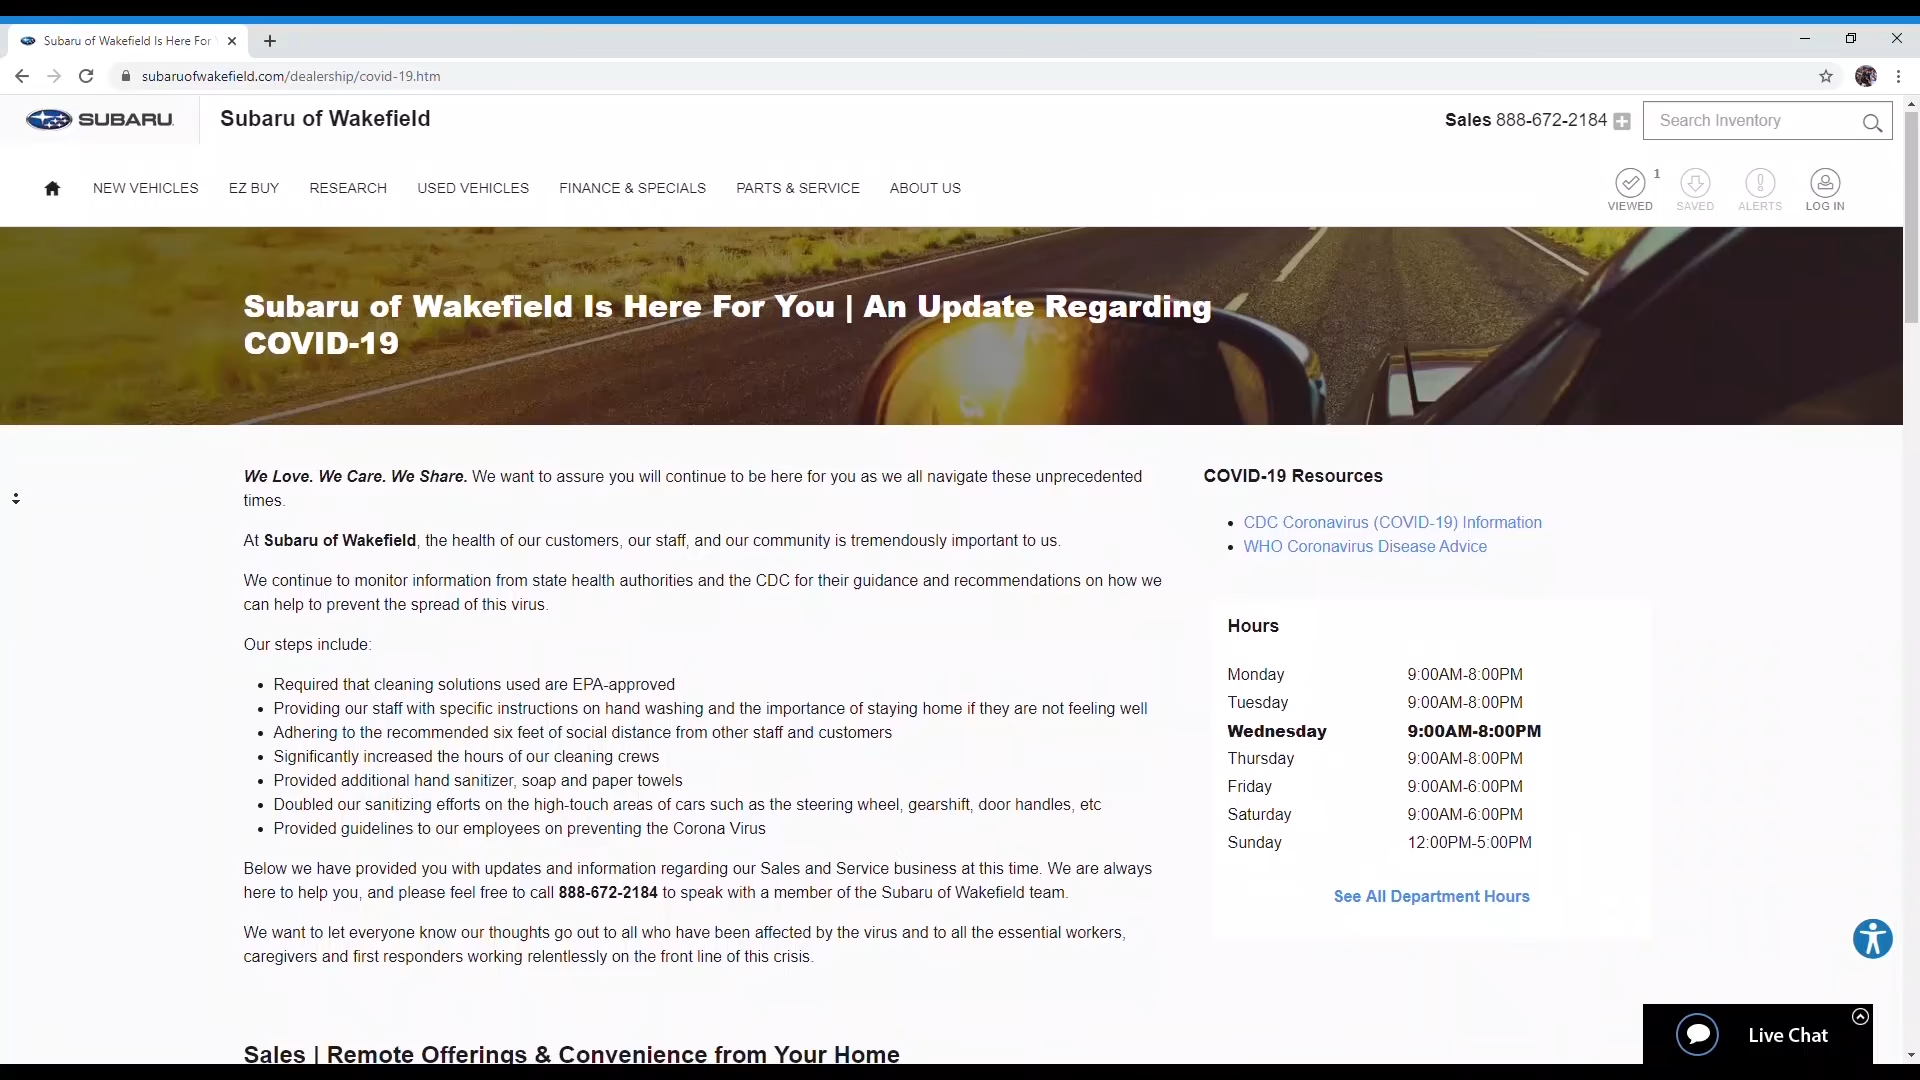 Subaru of Wakefield Is Here For
subaruofwakefield.com/dealership/covid-19.htm
SUBARU
Subaru of Wakefield
Sales 888-672-2184
Search Inventory
NEW VEHICLES EZ BUY RESEARCH USED VEHICLES FINANCE & SPECIALS PARTS & SERVICE ABOUT US
1
VIEWED SAVED ALERTS LOG IN
Subaru of Wakefield Is Here For You | An Update Regarding
COVID-19
We Love. We Care. We Share. We want to assure you will continue to be here for you as we all navigate these unprecedented
times.
At Subaru of Wakefield, the health of our customers, our staff, and our community is tremendously important to us.
We continue to monitor information from state health authorities and the CDC for their guidance and recommendations on how we
can help to prevent the spread of this virus.
Our steps include:
• Required that cleaning solutions used are EPA-approved
• Providing our staff with specific instructions on hand washing and the importance of staying home if they are not feeling well
• Adhering to the recommended six feet of social distance from other staff and customers
• Significantly increased the hours of our cleaning crews
• Provided additional hand sanitizer, soap and paper towels
• Doubled our sanitizing efforts on the high-touch areas of cars such as the steering wheel, gearshift, door handles, etc
• Provided guidelines to our employees on preventing the Corona Virus
Below we have provided you with updates and information regarding our Sales and Service business at this time. We are always
here to help you, and please feel free to call 888-672-2184 to speak with a member of the Subaru of Wakefield team.
We want to let everyone know our thoughts go out to all who have been affected by the virus and to all the essential workers,
caregivers and first responders working relentlessly on the front line of this crisis.
Sales | Remote Offerings & Convenience from Your Home
COVID-19 Resources
• CDC Coronavirus (COVID-19) Information
• WHO Coronavirus Disease Advice
Hours
Monday 9:00AM-8:00PM
Tuesday 9:00AM-8:00PM
Wednesday 9:00AM-8:00PM
Thursday 9:00AM-8:00PM
Friday 9:00AM-6:00PM
Saturday 9:00AM-6:00PM
Sunday 12:00PM-5:00PM
See All Department Hours
Live Chat